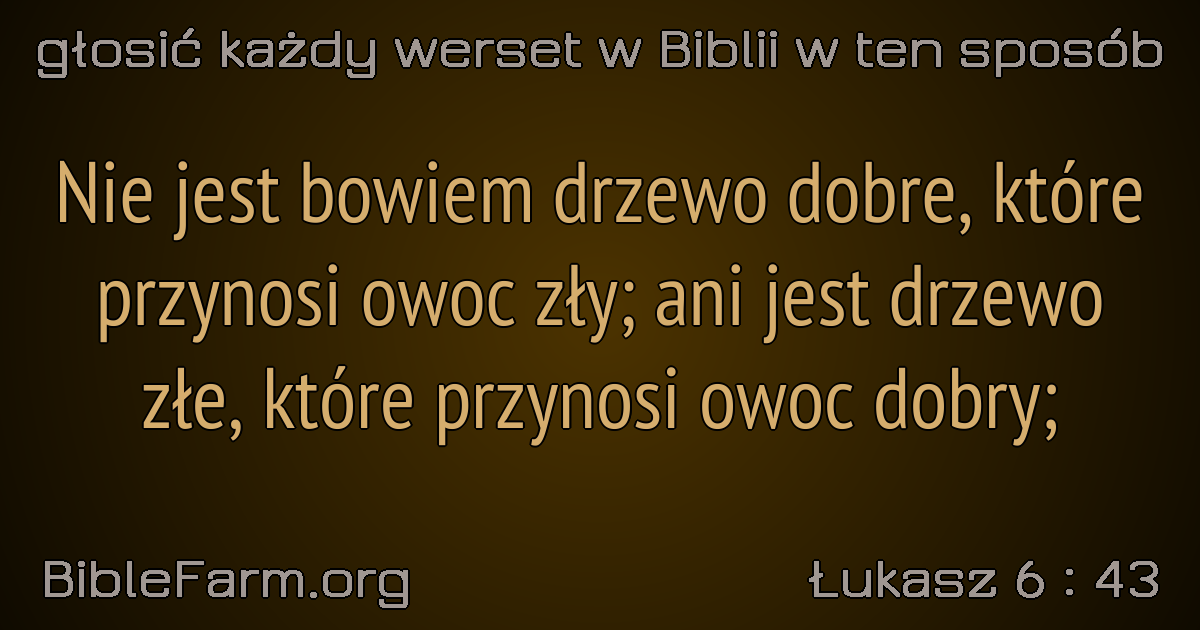 głosić każdy werset w Biblii w ten sposób
Nie jest bowiem drzewo dobre, które
przynosi owoc zły; ani jest drzewo
złe, które przynosi owoc dobry;
BibleFarm.org
Łukasz 6 : 43